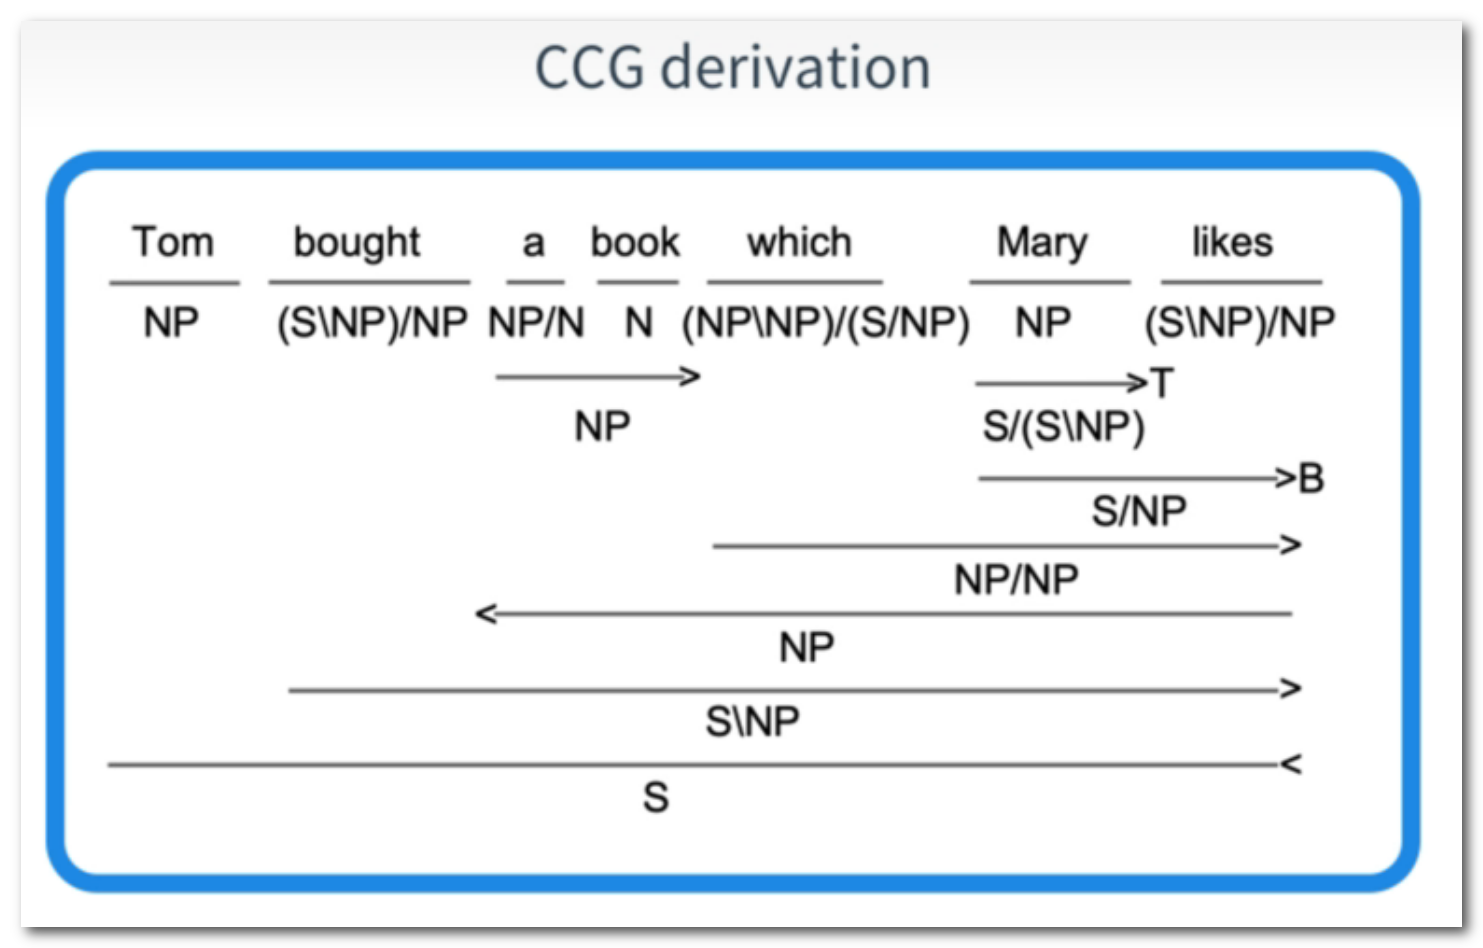 CCG derivation
Tom bought a book which Mary likes
NP (S\NP)/NP NP/N N (NP\NP)/(S/NP) NP (S\NP)/NP
> >T
NP S/(S\NP)
>B
S/NP
>
NP/NP
<
NP
>
S\NP
<
S